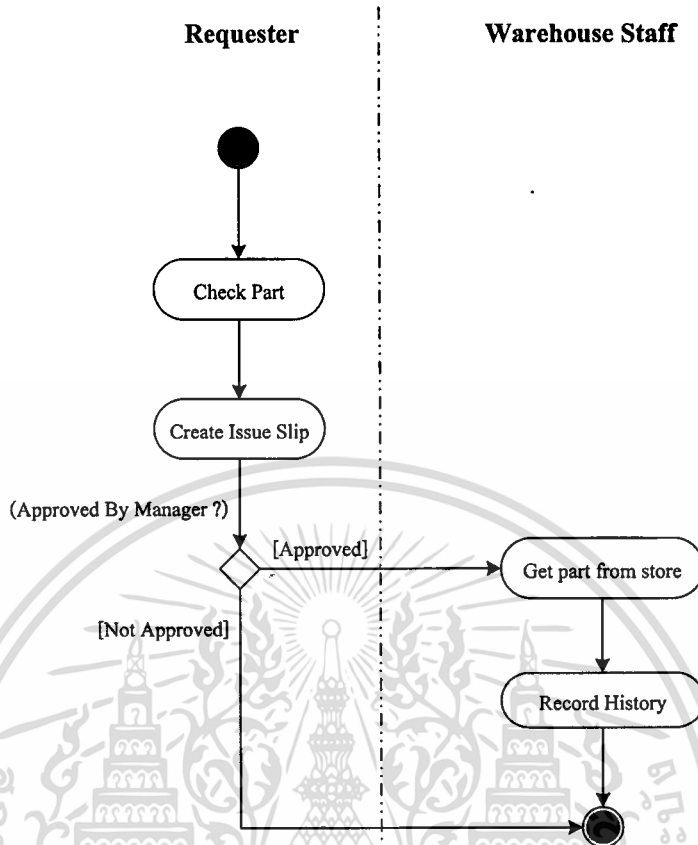 Requester
Warehouse Staff
Check Part
Create Issue Slip
(Approved By Manager ?)
[Approved]
Get part from store
[Not Approved]
Record History